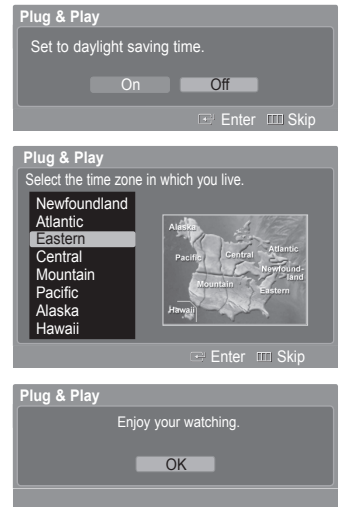 Plug & Play
Set to daylight saving time.
On Off
Enter Skip
Plug & Play
Select the time zone in which you live.
Newfoundland
Atlantic
Eastern
Central
Mountain
Pacific
Alaska
Hawaii
Alaska
Pacific Central Atlantic
Newfound-
land
Mountain Eastern
Hawaii
Enter Skip
Plug & Play
Enjoy your watching.
OK